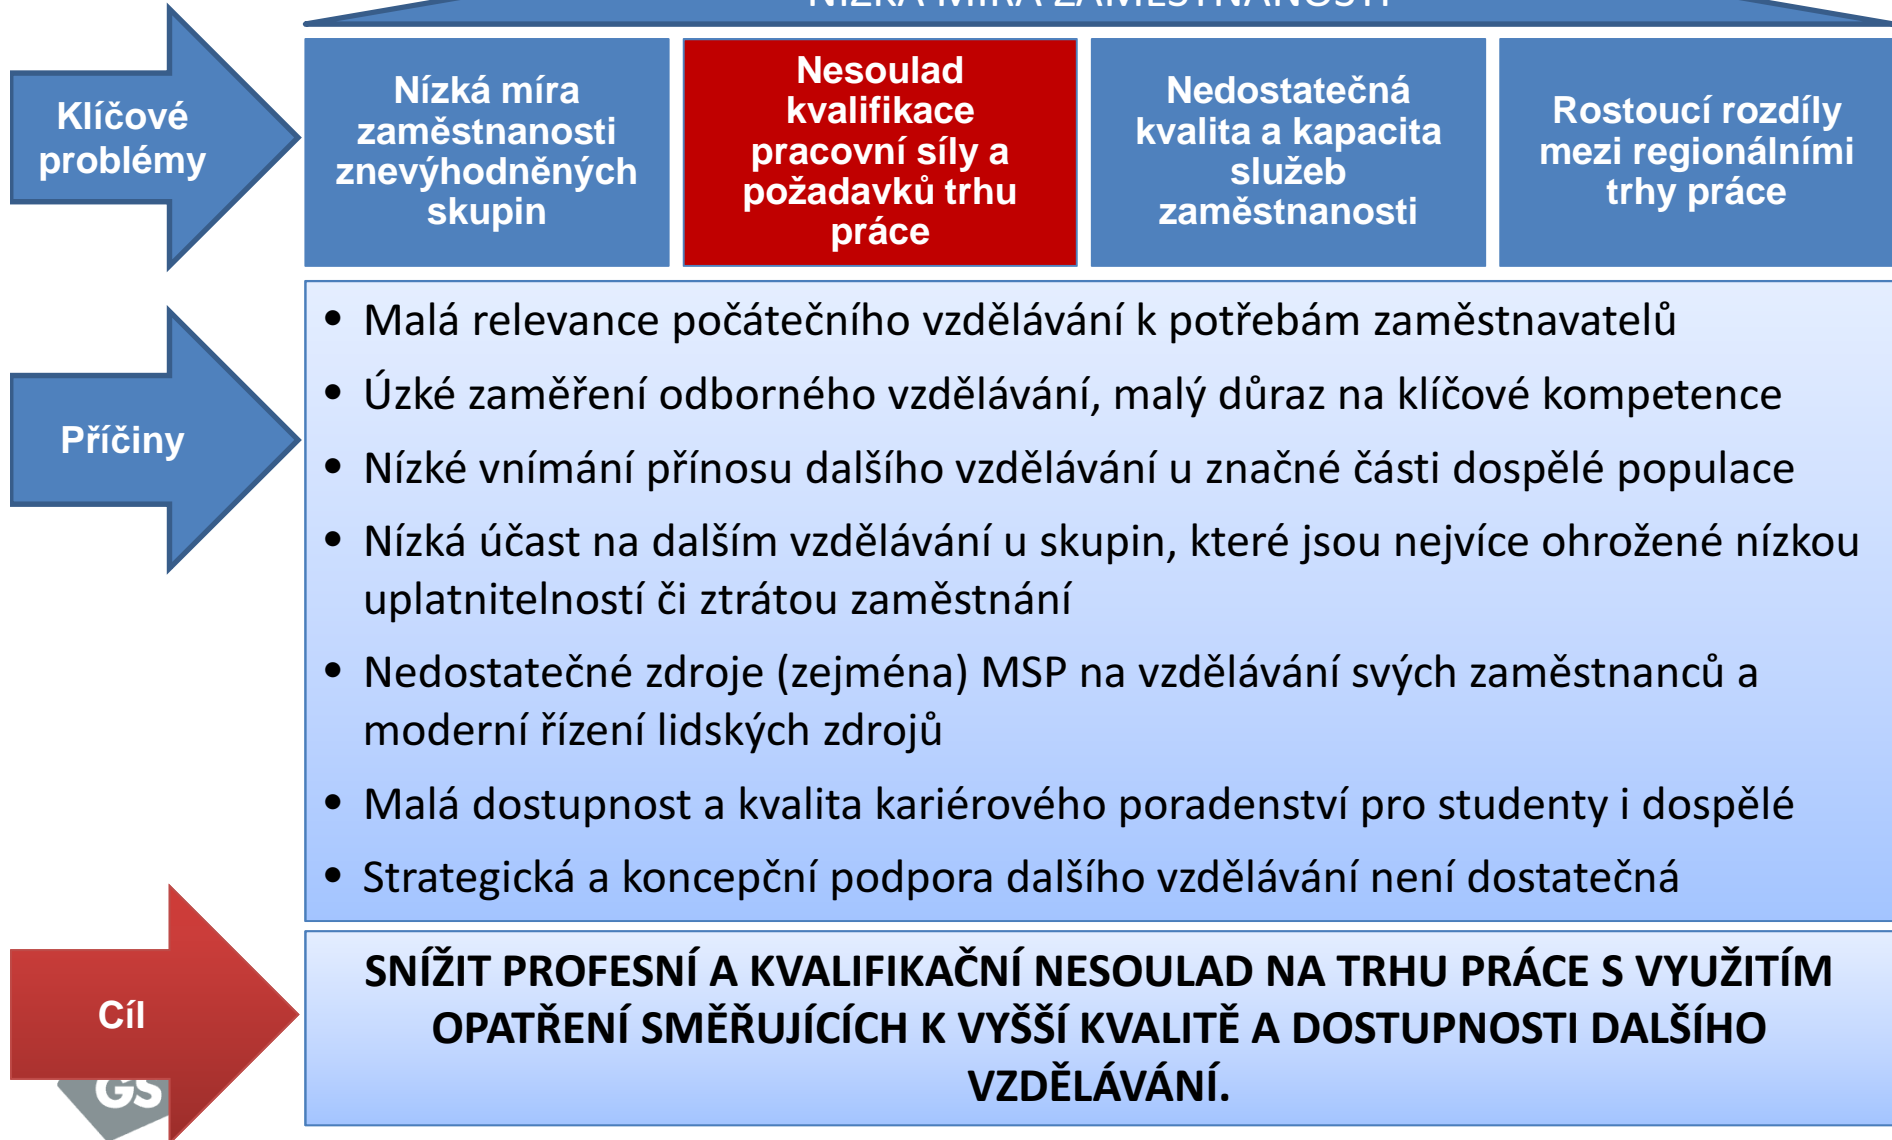 NÍZKÁ MÍRA ZAMĚSTNANOSTI
Klíčové
problémy
Nízká míra
zaměstnanosti
znevýhodněných
skupin
Nesoulad
kvalifikace
pracovní síly a
požadavků trhu
práce
Nedostatečná
kvalita a kapacita
služeb
zaměstnanosti
Rostoucí rozdíly
mezi regionálními
trhy práce
Příčiny
• Malá relevance počátečního vzdělávání k potřebám zaměstnavatelů
• Úzké zaměření odborného vzdělávání, malý důraz na klíčové kompetence
• Nízké vnímání přínosu dalšího vzdělávání u značné části dospělé populace
• Nízká účast na dalším vzdělávání u skupin, které jsou nejvíce ohrožené nízkou
uplatnitelností či ztrátou zaměstnání
• Nedostatečné zdroje (zejména) MSP na vzdělávání svých zaměstnanců a
moderní řízení lidských zdrojů
• Malá dostupnost a kvalita kariérového poradenství pro studenty i dospělé
• Strategická a koncepční podpora dalšího vzdělávání není dostatečná
Cíl
SNÍŽIT PROFESNÍ A KVALIFIKAČNÍ NESOULAD NA TRHU PRÁCE S VYUŽITÍM
OPATŘENÍ SMĚŘUJÍCÍCH K VYŠŠÍ KVALITĚ A DOSTUPNOSTI DALŠÍHO
VZDĚLÁVÁNÍ.
GS